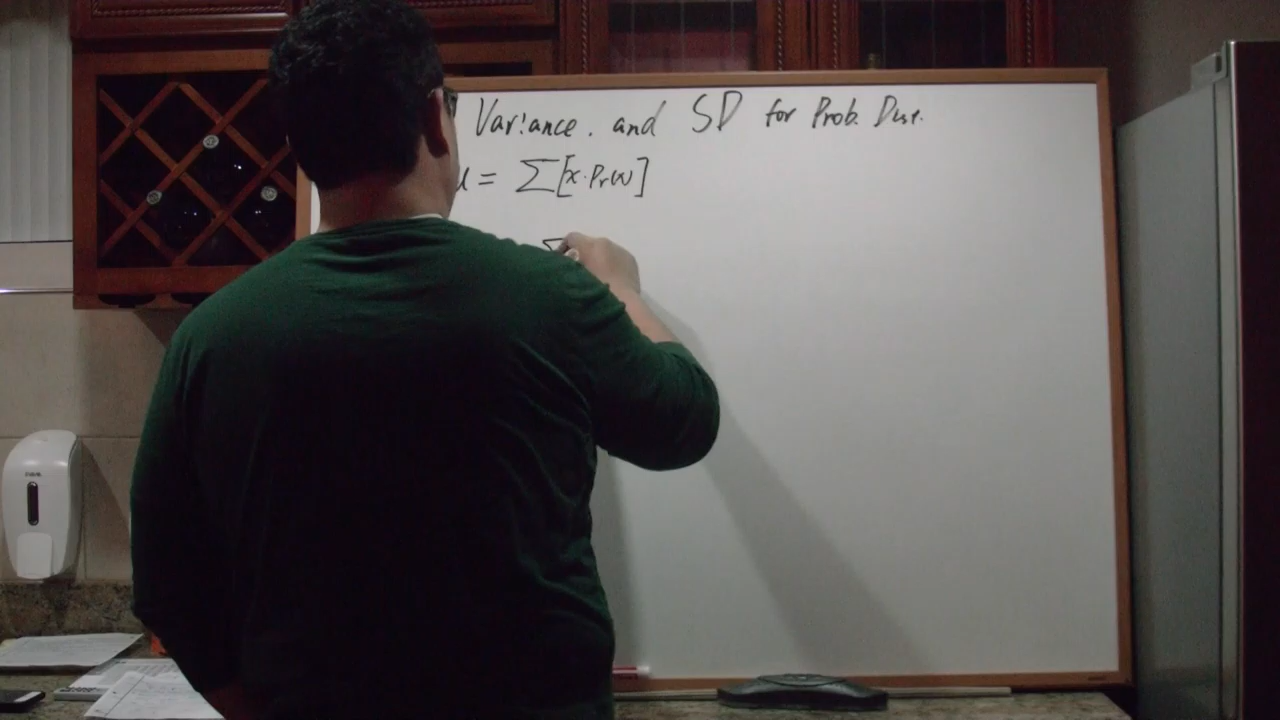 Variance. and SD for Prob. Dist.
μ = Σ[x·Pr(x)]
Σ